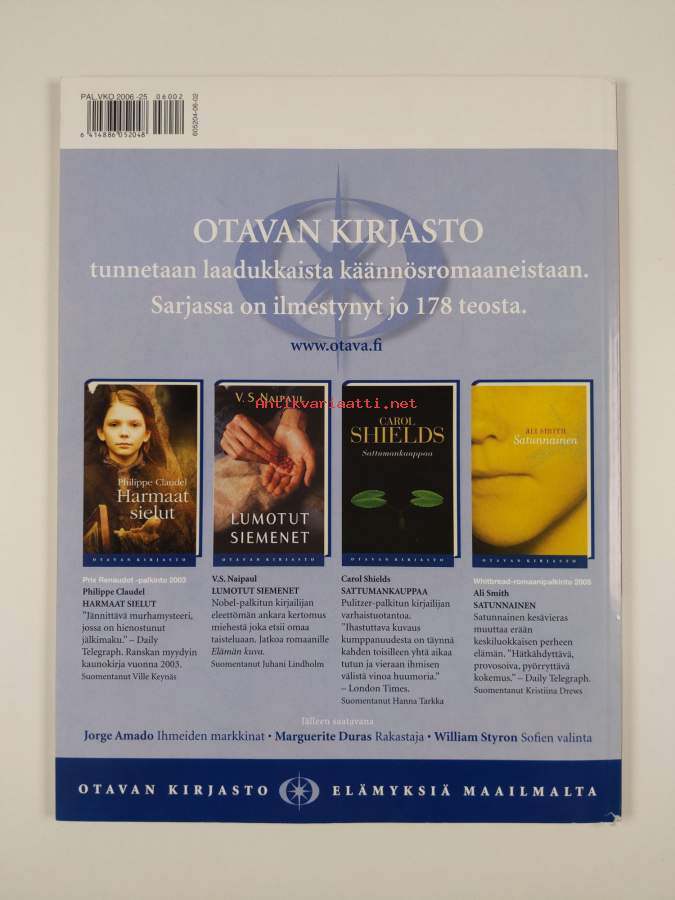 PAL.VKO 2006 -25
06002
6 414886 052048
605204-06-02
OTAVAN KIRJASTO
tunnetaan laadukkaista käännösromaaneistaan.
Sarjassa on ilmestynyt jo 178 teosta.
www.otava.fi
Antikvariaatti.net
Philippe Claudel
Harmaat
sielut
OTAVAN KIRJASTO
V. S. NAIPAUL
LUMOTUT
SIEMENET
OTAVAN KIRJASTO
CAROL
SHIELDS
Sattumankauppaa
OTAVAN KIRJASTO
ALI SMITH
Satunnainen
OTAVAN KIRJASTO
Prix Renaudot -palkinto 2003
Philippe Claudel
HARMAAT SIELUT
"Jännittävä murhamysteeri,
jossa on hienostunut
jälkimaku." – Daily
Telegraph. Ranskan myydyin
kaunokirja vuonna 2003.
Suomentanut Ville Keynäs
V.S. Naipaul
LUMOTUT SIEMENET
Nobel-palkitun kirjailijan
eleettömän ankara kertomus
miehestä joka etsii omaa
taisteluaan. Jatkoa romaanille
Elämän kuva.
Suomentanut Juhani Lindholm
Carol Shields
SATTUMANKAUPPAA
Pulitzer-palkitun kirjailijan
varhaistuotantoa.
"Ihastuttava kuvaus
kumppanuudesta on täynnä
kahden toisilleen yhtä aikaa
tutun ja vieraan ihmisen
välistä vinoa huumoria."
– London Times.
Suomentanut Hanna Tarkka
Whitbread-romaanipalkinto 2005
Ali Smith
SATUNNAINEN
Satunnainen kesävieras
muuttaa erään
keskiluokkaisen perheen
elämän. "Hätkähdyttävä,
provosoiva, pyörryttävä
kokemus." – Daily Telegraph.
Suomentanut Kristiina Drews
Jälleen saatavana
Jorge Amado Ihmeiden markkinat • Marguerite Duras Rakastaja • William Styron Sofien valinta
OTAVAN KIRJASTO ELÄMYKSIÄ MAAILMALTA